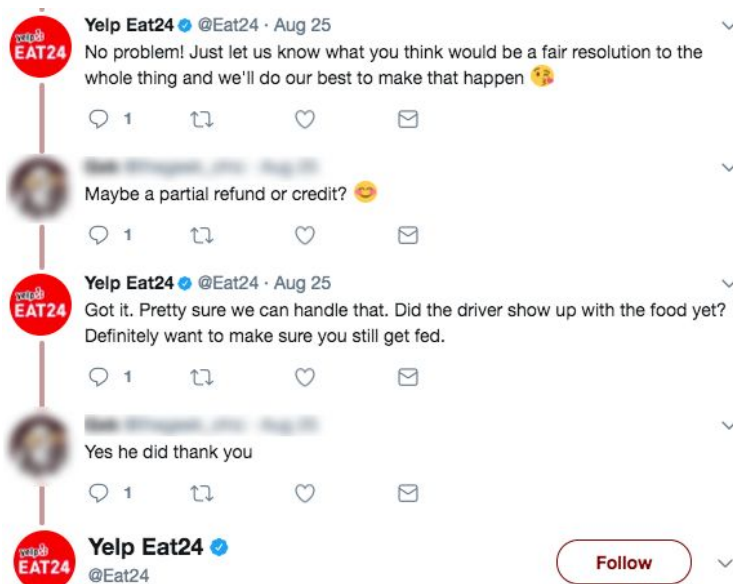 yelp
EAT24
Yelp Eat24 @Eat24 · Aug 25
No problem! Just let us know what you think would be a fair resolution to the
whole thing and we'll do our best to make that happen 😘
1
Maybe a partial refund or credit? 😊
1
yelp
EAT24
Yelp Eat24 @Eat24 · Aug 25
Got it. Pretty sure we can handle that. Did the driver show up with the food yet?
Definitely want to make sure you still get fed.
1
Yes he did thank you
1
yelp
EAT24
Yelp Eat24
@Eat24
Follow